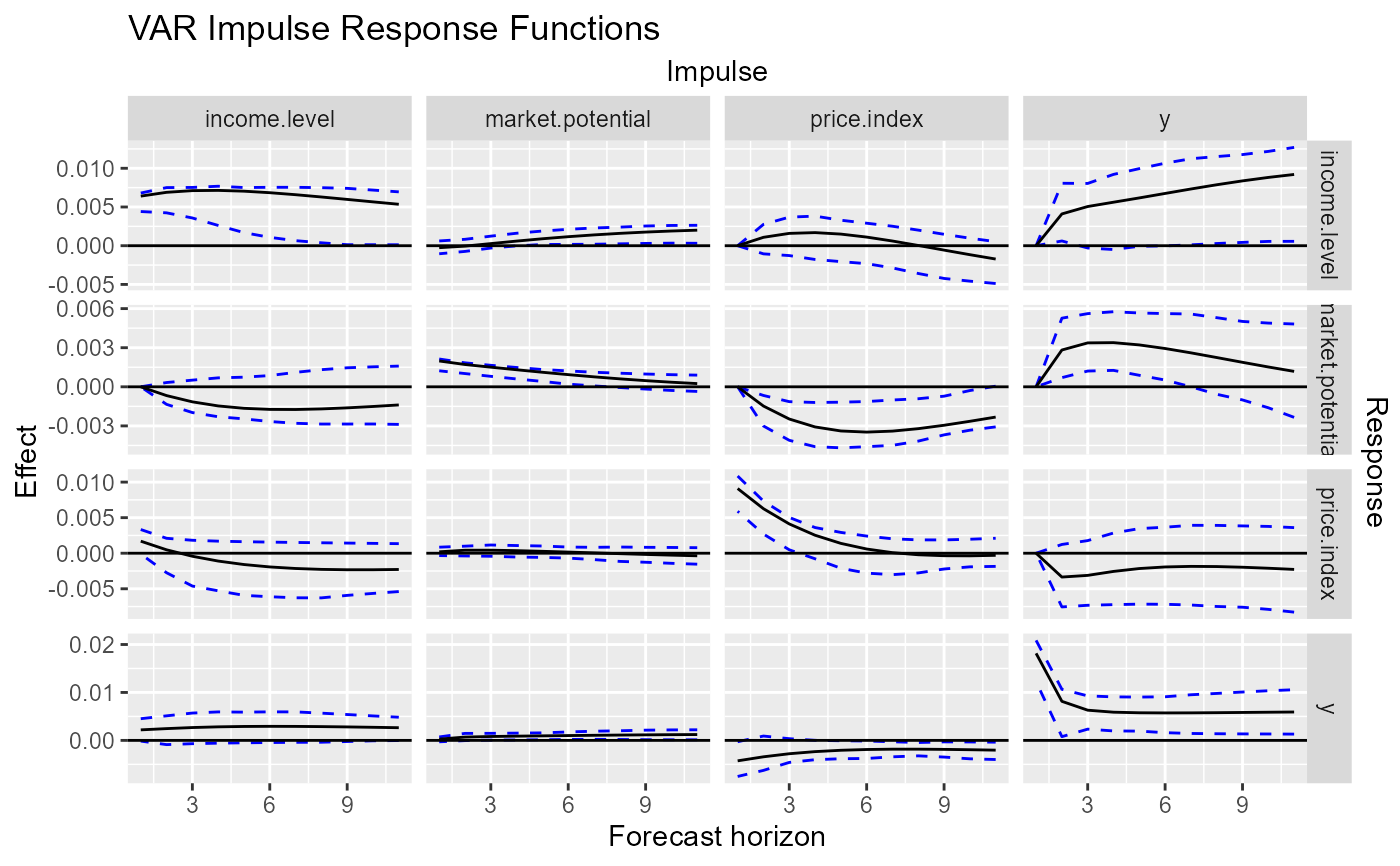 VAR Impulse Response Functions
Impulse
income.level market.potential price.index y
0.010
0.005
0.000
-0.005
income.level
0.006
0.003
0.000
-0.003
market.potentia
0.010
0.005
0.000
-0.005
price.index
0.02
0.01
0.00
y
Effect
Response
3 6 9 3 6 9 3 6 9 3 6 9
Forecast horizon